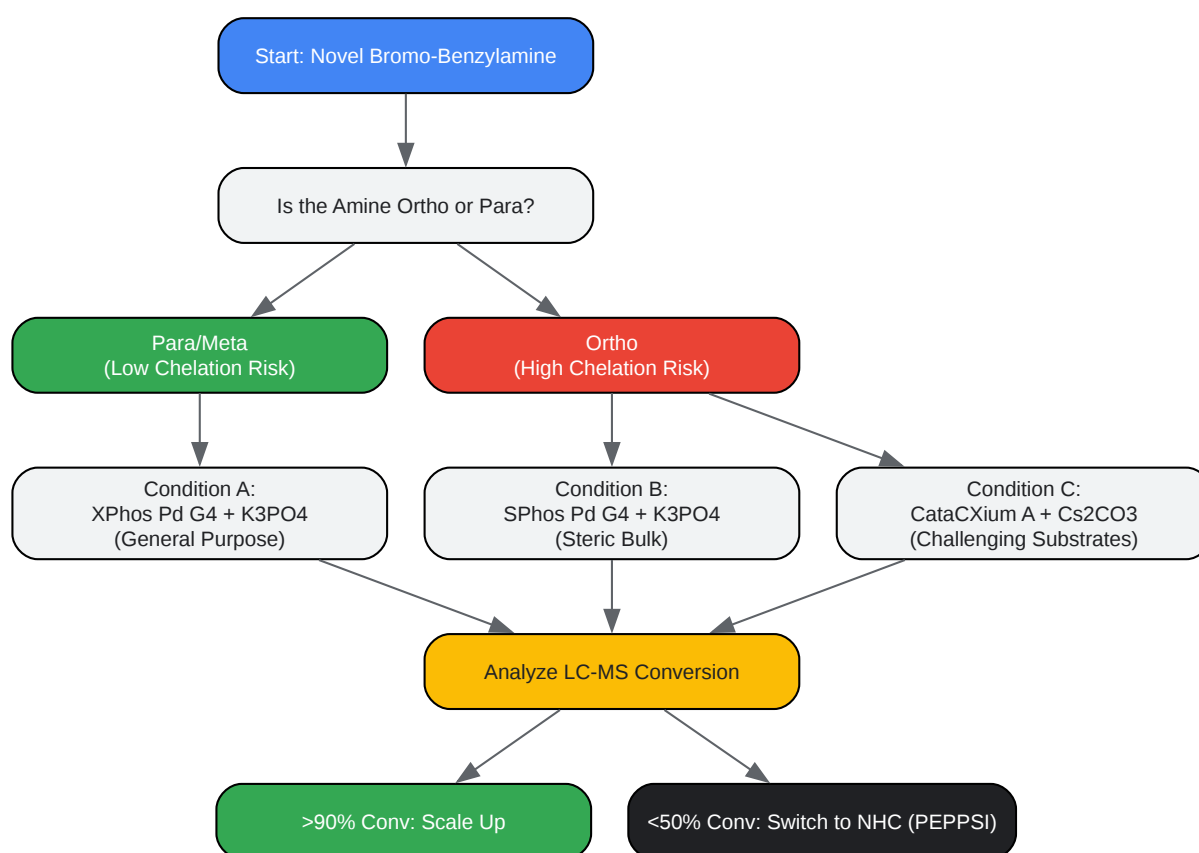 Start: Novel Bromo-Benzylamine
Is the Amine Ortho or Para?
Para/Meta
(Low Chelation Risk)
Ortho
(High Chelation Risk)
Condition A:
XPhos Pd G4 + K3PO4
(General Purpose)
Condition B:
SPhos Pd G4 + K3PO4
(Steric Bulk)
Condition C:
CataCXium A + Cs2CO3
(Challenging Substrates)
Analyze LC-MS Conversion
>90% Conv: Scale Up
<50% Conv: Switch to NHC (PEPPSI)